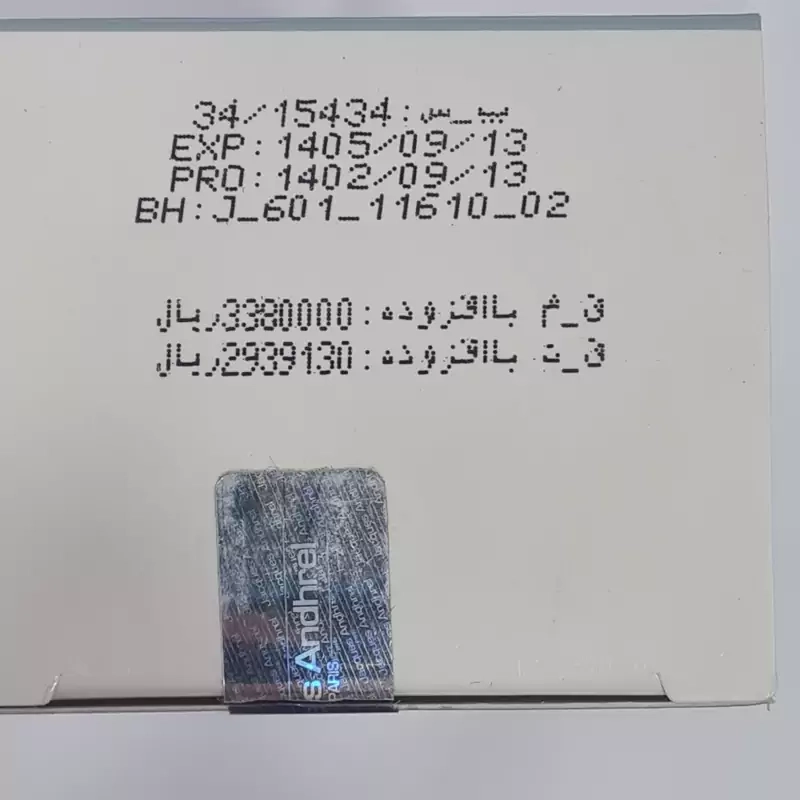 پ_س: 34/15434
EXP: 1405/09/13
PRO: 1402/09/13
BH: J_601_11610_02
ق_م باافزوده: 3380000ریال
ق_ت باافزوده: 2939130ریال
s Andhrel
PARIS